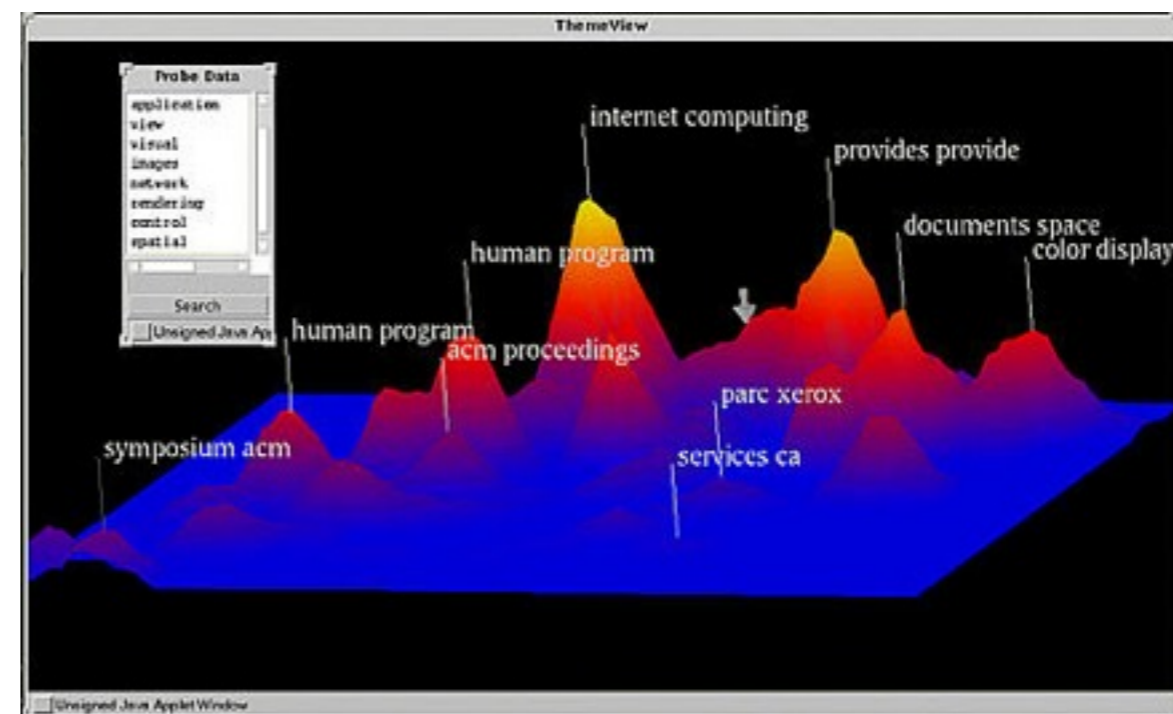 ThemeView
Probe Data
application
view
visual
images
network
rendering
control
spatial
Search
Unsigned Java Ap
internet computing
provides provide
documents space
color display
human program
human program
acm proceedings
parc xerox
symposium acm
services ca
Unsigned Java Applet Window